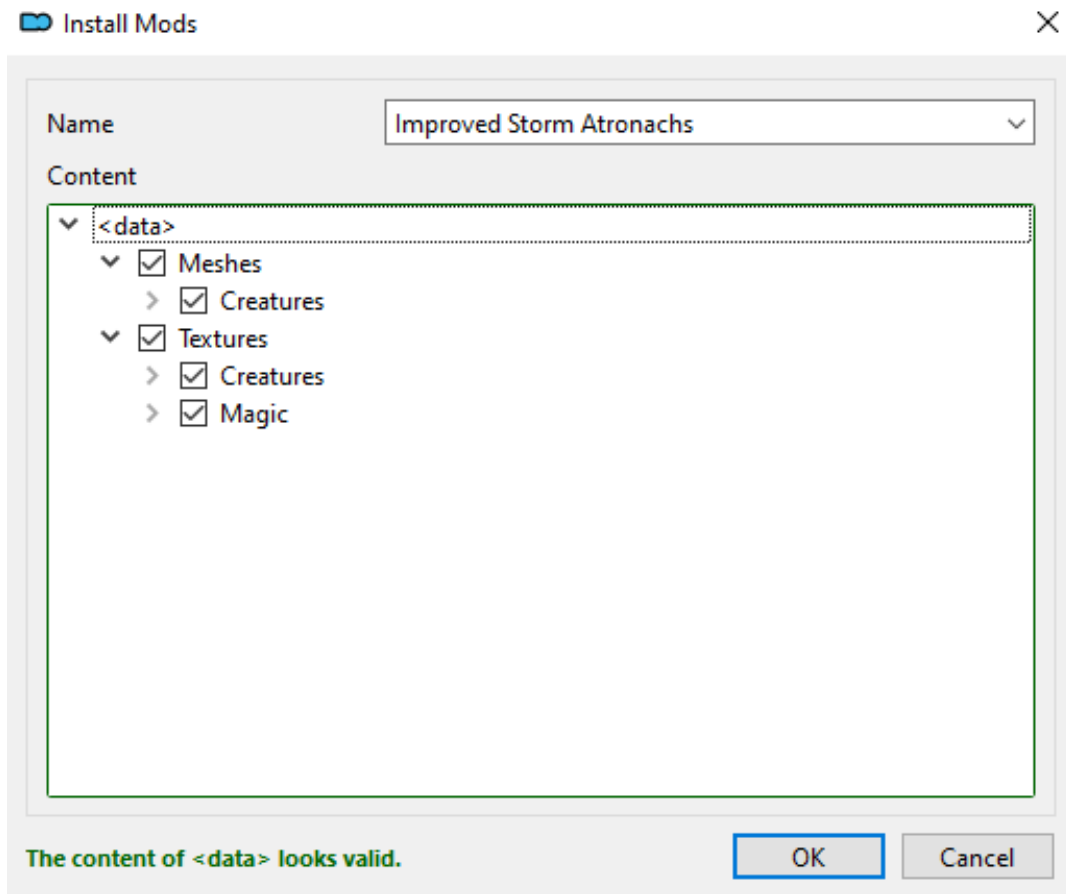 Install Mods
Name
Improved Storm Atronachs
Content
<data>
Meshes
Creatures
Textures
Creatures
Magic
The content of <data> looks valid.
OK
Cancel